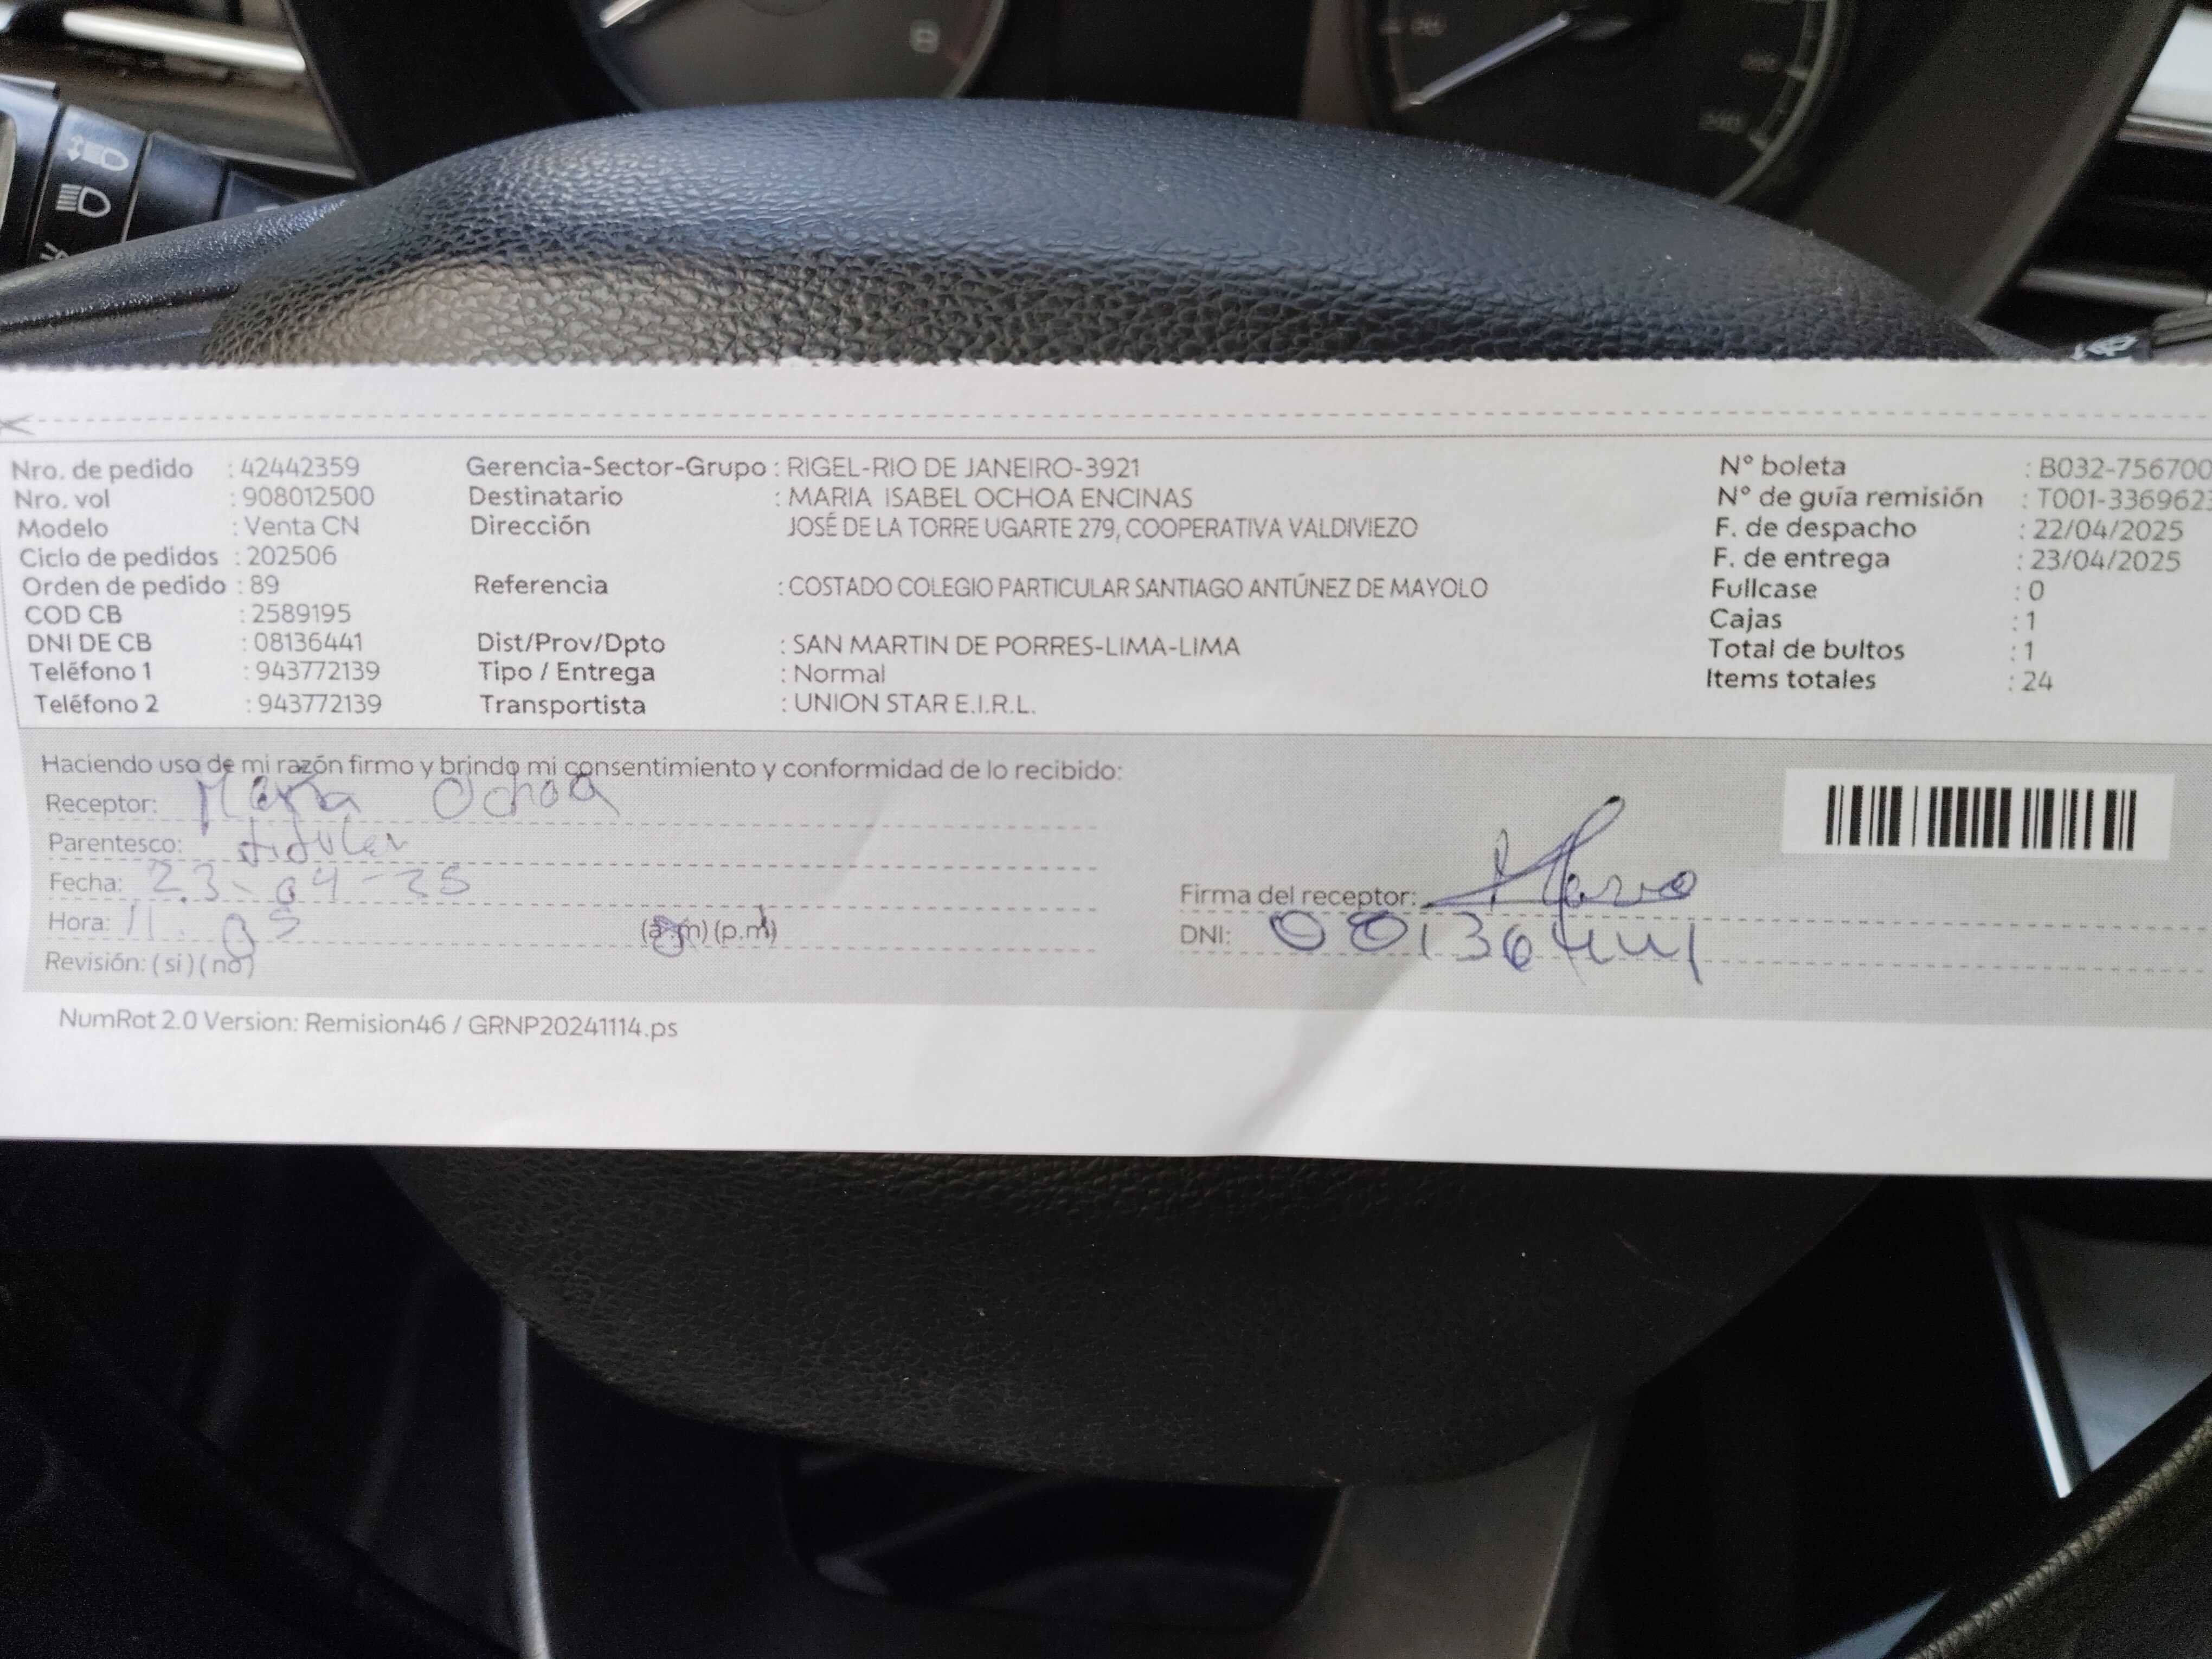 Nro. de pedido : 42442359 Gerencia-Sector-Grupo : RIGEL-RIO DE JANEIRO-3921 N° boleta : B032-756700
Nro. vol : 908012500 Destinatario : MARIA ISABEL OCHOA ENCINAS N° de guía remisión : T001-3369623
Modelo : Venta CN Dirección JOSÉ DE LA TORRE UGARTE 279, COOPERATIVA VALDIVIEZO F. de despacho : 22/04/2025
Ciclo de pedidos : 202506 F. de entrega : 23/04/2025
Orden de pedido : 89 Referencia : COSTADO COLEGIO PARTICULAR SANTIAGO ANTÚNEZ DE MAYOLO Fullcase : 0
COD CB : 2589195 Cajas : 1
DNI DE CB : 08136441 Dist/Prov/Dpto : SAN MARTIN DE PORRES-LIMA-LIMA Total de bultos : 1
Teléfono 1 : 943772139 Tipo / Entrega : Normal Items totales : 24
Teléfono 2 : 943772139 Transportista : UNION STAR E.I.R.L.
Haciendo uso de mi razón firmo y brindo mi consentimiento y conformidad de lo recibido:
Receptor: Maria Ochoa
Parentesco: titular
Fecha: 23-04-25 Firma del receptor: Maria
Hora: 11.05 (a.m) (p.m) DNI: 08136441
Revisión: (si) (no)
NumRot 2.0 Version: Remision46 / GRNP20241114.ps